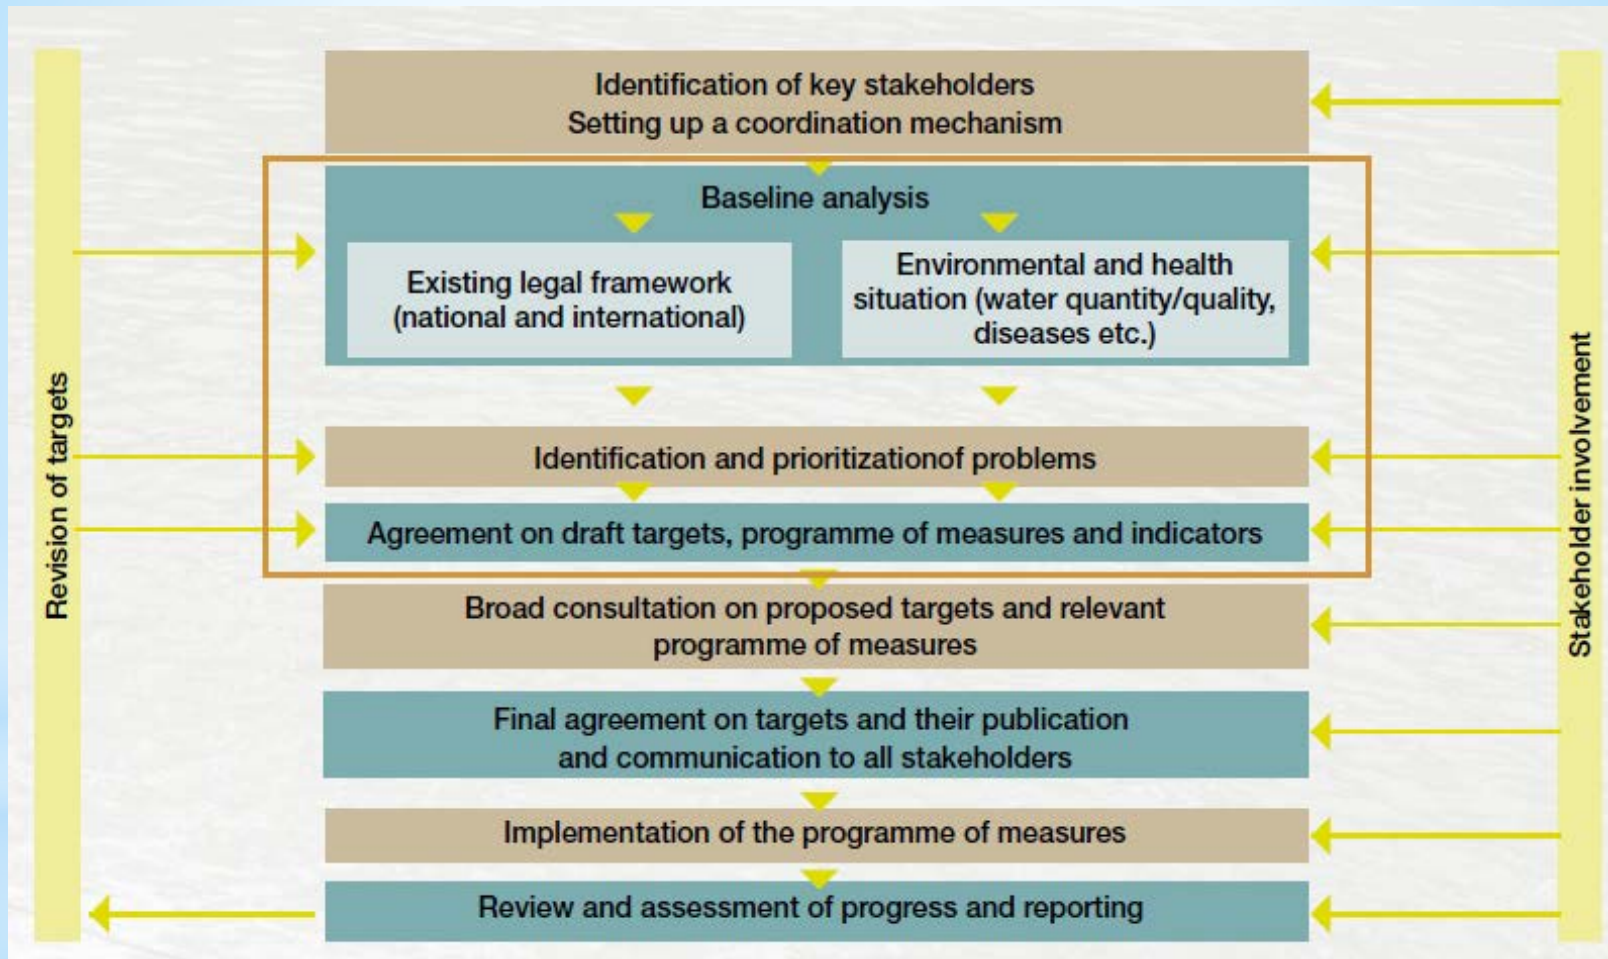 Identification of key stakeholders
Setting up a coordination mechanism
Baseline analysis
Existing legal framework
(national and international)
Environmental and health
situation (water quantity/quality,
diseases etc.)
Identification and prioritizationof problems
Agreement on draft targets, programme of measures and indicators
Broad consultation on proposed targets and relevant
programme of measures
Final agreement on targets and their publication
and communication to all stakeholders
Implementation of the programme of measures
Review and assessment of progress and reporting
Revision of targets
Stakeholder involvement